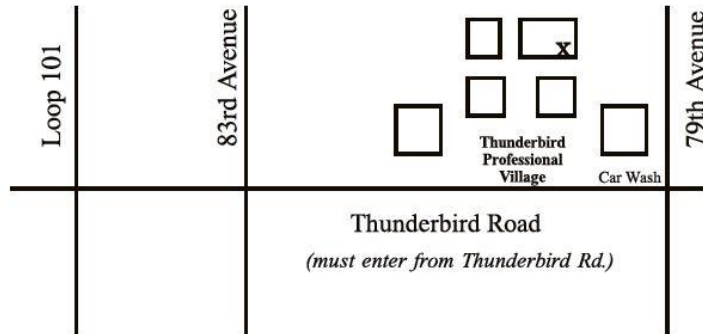 Loop 101
83rd Avenue
79th Avenue
X
Thunderbird
Professional
Village
Car Wash
Thunderbird Road
(must enter from Thunderbird Rd.)